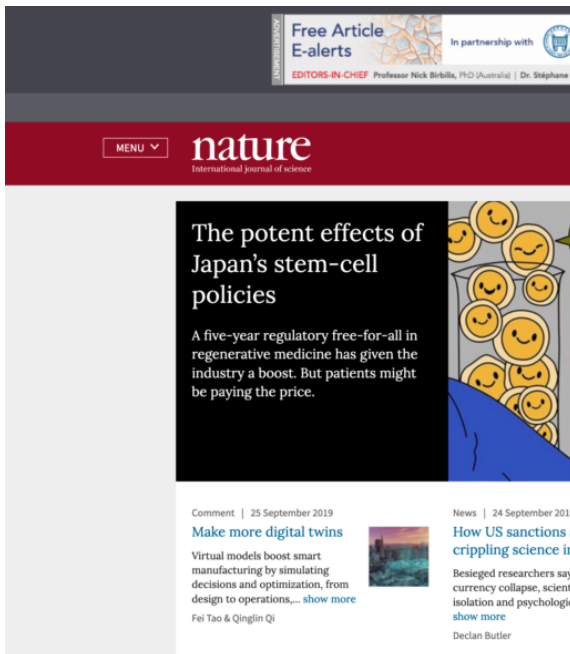 ADVERTISEMENT
Free Article
E-alerts
In partnership with
EDITORS-IN-CHIEF Professor Nick Birbilis, PhD (Australia) | Dr. Stéphane
MENU
nature
International journal of science
The potent effects of
Japan's stem-cell
policies
A five-year regulatory free-for-all in
regenerative medicine has given the
industry a boost. But patients might
be paying the price.
Comment | 25 September 2019
Make more digital twins
Virtual models boost smart
manufacturing by simulating
decisions and optimization, from
design to operations,... show more
Fei Tao & Qinglin Qi
News | 24 September 201
How US sanctions
crippling science i
Besieged researchers say
currency collapse, scient
isolation and psychologi
show more
Declan Butler